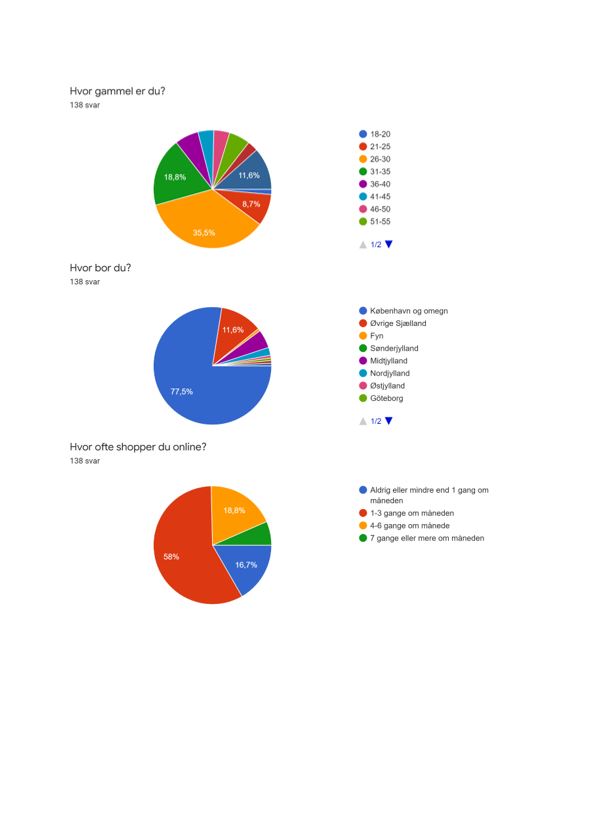 Hvor gammel er du?
138 svar
18,8%
11,6%
8,7%
35,5%
18-20
21-25
26-30
31-35
36-40
41-45
46-50
51-55
1/2
Hvor bor du?
138 svar
11,6%
77,5%
København og omegn
Øvrige Sjælland
Fyn
Sønderjylland
Midtjylland
Nordjylland
Østjylland
Göteborg
1/2
Hvor ofte shopper du online?
138 svar
18,8%
58%
16,7%
Aldrig eller mindre end 1 gang om
måneden
1-3 gange om måneden
4-6 gange om månede
7 gange eller mere om måneden